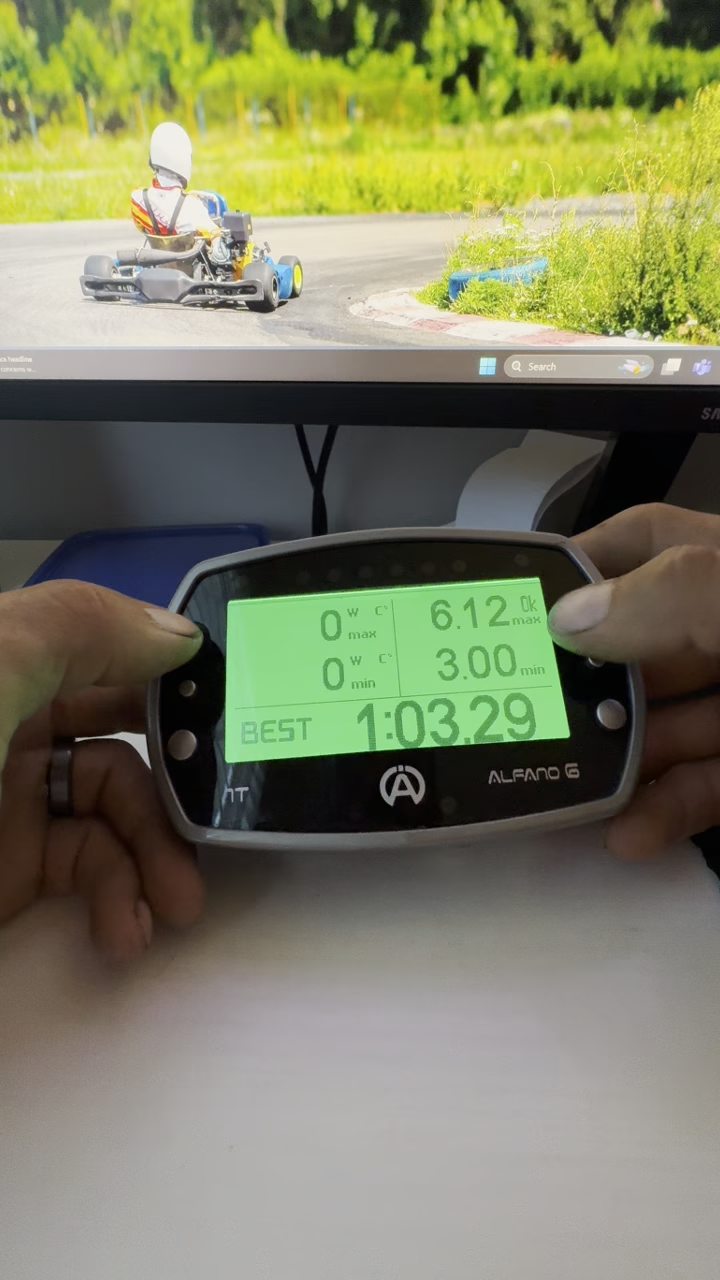 Search
0 W C°
max
6.12 0k
max
0 W C°
min
3.00 min
BEST 1:03.29
ALFANO 6